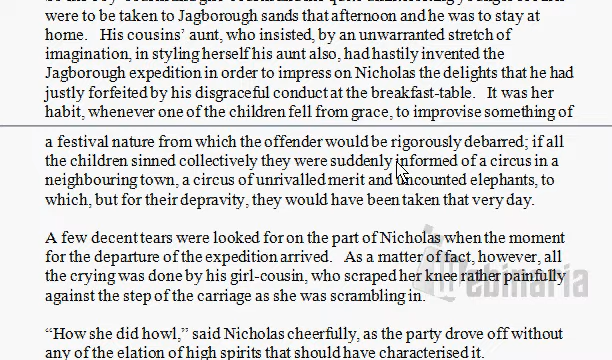 were to be taken to Jagborough sands that afternoon and he was to stay at
home. His cousins’ aunt, who insisted, by an unwarranted stretch of
imagination, in styling herself his aunt also, had hastily invented the
Jagborough expedition in order to impress on Nicholas the delights that he had
justly forfeited by his disgraceful conduct at the breakfast-table. It was her
habit, whenever one of the children fell from grace, to improvise something of
a festival nature from which the offender would be rigorously debarred; if all
the children sinned collectively they were suddenly informed of a circus in a
neighbouring town, a circus of unrivalled merit and uncounted elephants, to
which, but for their depravity, they would have been taken that very day.
A few decent tears were looked for on the part of Nicholas when the moment
for the departure of the expedition arrived. As a matter of fact, however, all
the crying was done by his girl-cousin, who scraped her knee rather painfully
against the step of the carriage as she was scrambling in.
ebinaria
“How she did howl,” said Nicholas cheerfully, as the party drove off without
any of the elation of high spirits that should have characterised it.